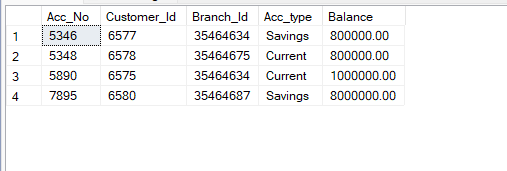 Acc_No Customer_Id Branch_Id Acc_type Balance
1 5346 6577 35464634 Savings 800000.00
2 5348 6578 35464675 Current 800000.00
3 5890 6575 35464634 Current 1000000.00
4 7895 6580 35464687 Savings 8000000.00